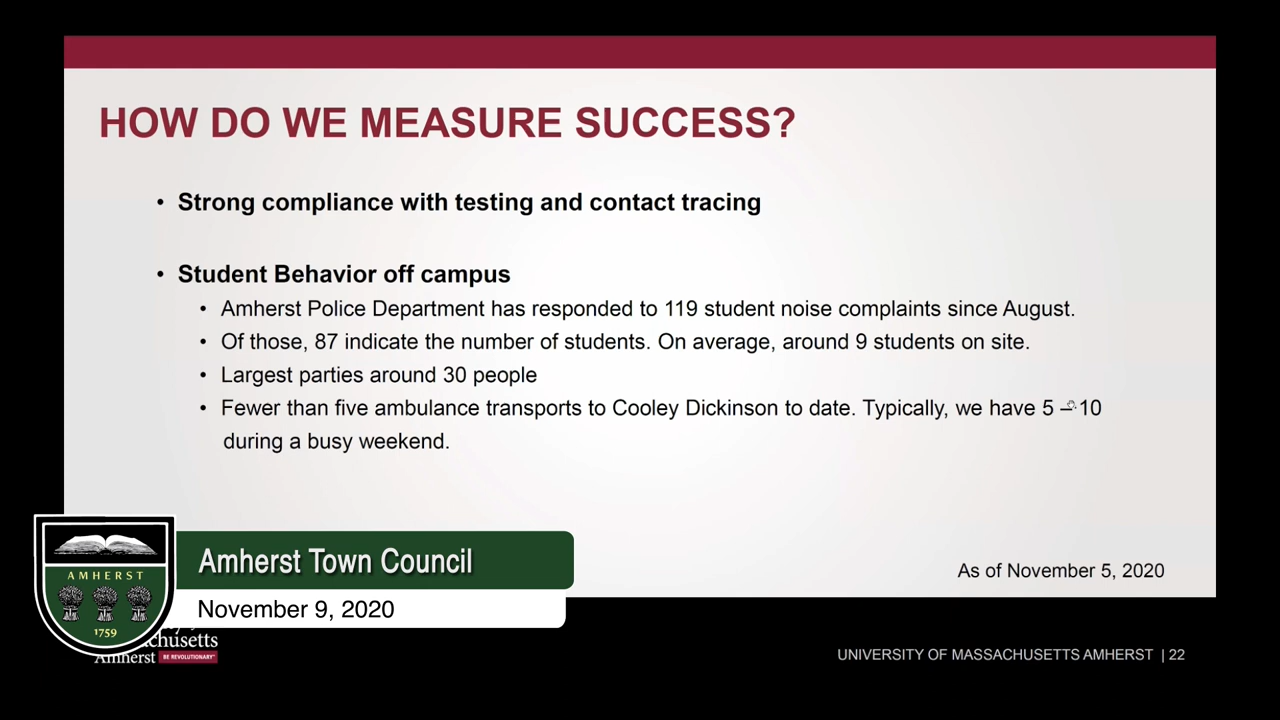 HOW DO WE MEASURE SUCCESS?
• Strong compliance with testing and contact tracing
• Student Behavior off campus
• Amherst Police Department has responded to 119 student noise complaints since August.
• Of those, 87 indicate the number of students. On average, around 9 students on site.
• Largest parties around 30 people
• Fewer than five ambulance transports to Cooley Dickinson to date. Typically, we have 5 – 10
during a busy weekend.
As of November 5, 2020
AMHERST
1759
Amherst Town Council
November 9, 2020
Amherst
BE REVOLUTIONARY™
UNIVERSITY OF MASSACHUSETTS AMHERST | 22